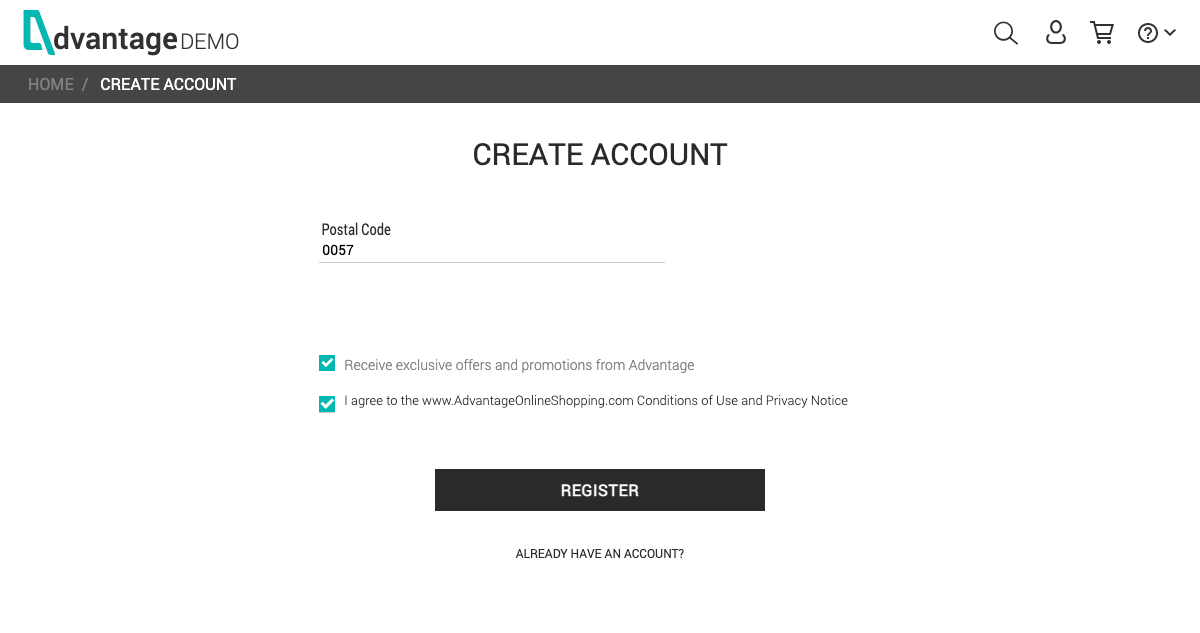 dvantage DEMO
HOME / CREATE ACCOUNT
CREATE ACCOUNT
Postal Code
0057
Receive exclusive offers and promotions from Advantage
I agree to the www.AdvantageOnlineShopping.com Conditions of Use and Privacy Notice
REGISTER
ALREADY HAVE AN ACCOUNT?